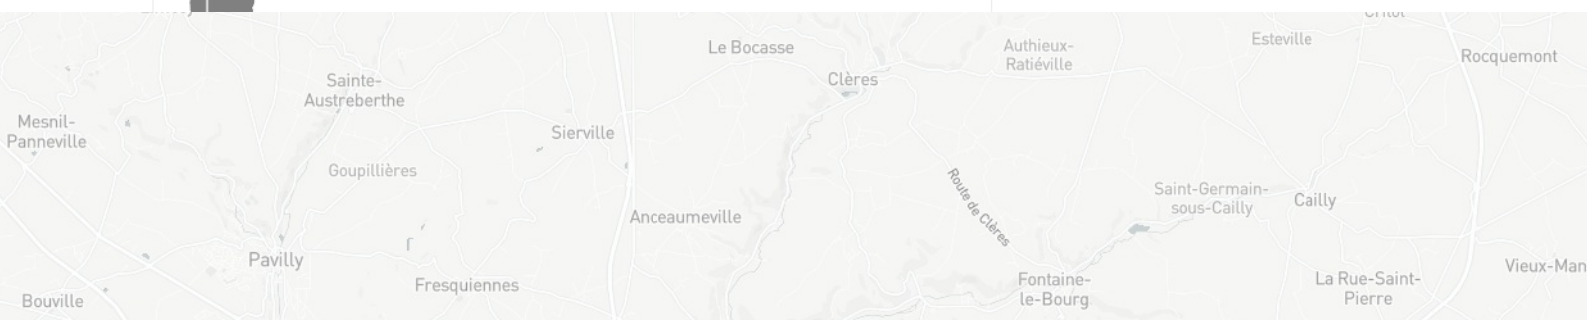 Le Bocasse
Authieux-
Ratiéville
Esteville
Rocquemont
Sainte-
Austreberthe
Clères
Mesnil-
Panneville
Sierville
Goupillières
Route de Clères
Saint-Germain-
sous-Cailly
Cailly
Anceaumeville
Pavilly
Fresquiennes
Fontaine-
le-Bourg
La Rue-Saint-
Pierre
Vieux-Man
Bouville